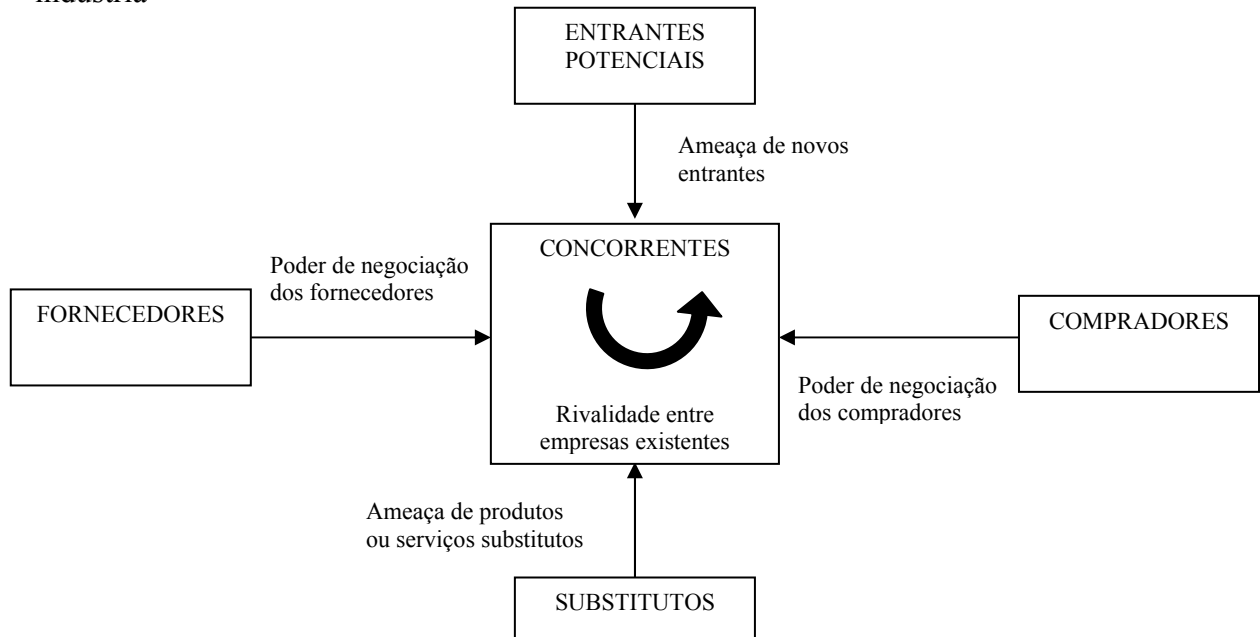 indústria
ENTRANTES
POTENCIAIS
Ameaça de novos
entrantes
CONCORRENTES
Poder de negociação
dos fornecedores
FORNECEDORES
COMPRADORES
Poder de negociação
dos compradores
Rivalidade entre
empresas existentes
Ameaça de produtos
ou serviços substitutos
SUBSTITUTOS